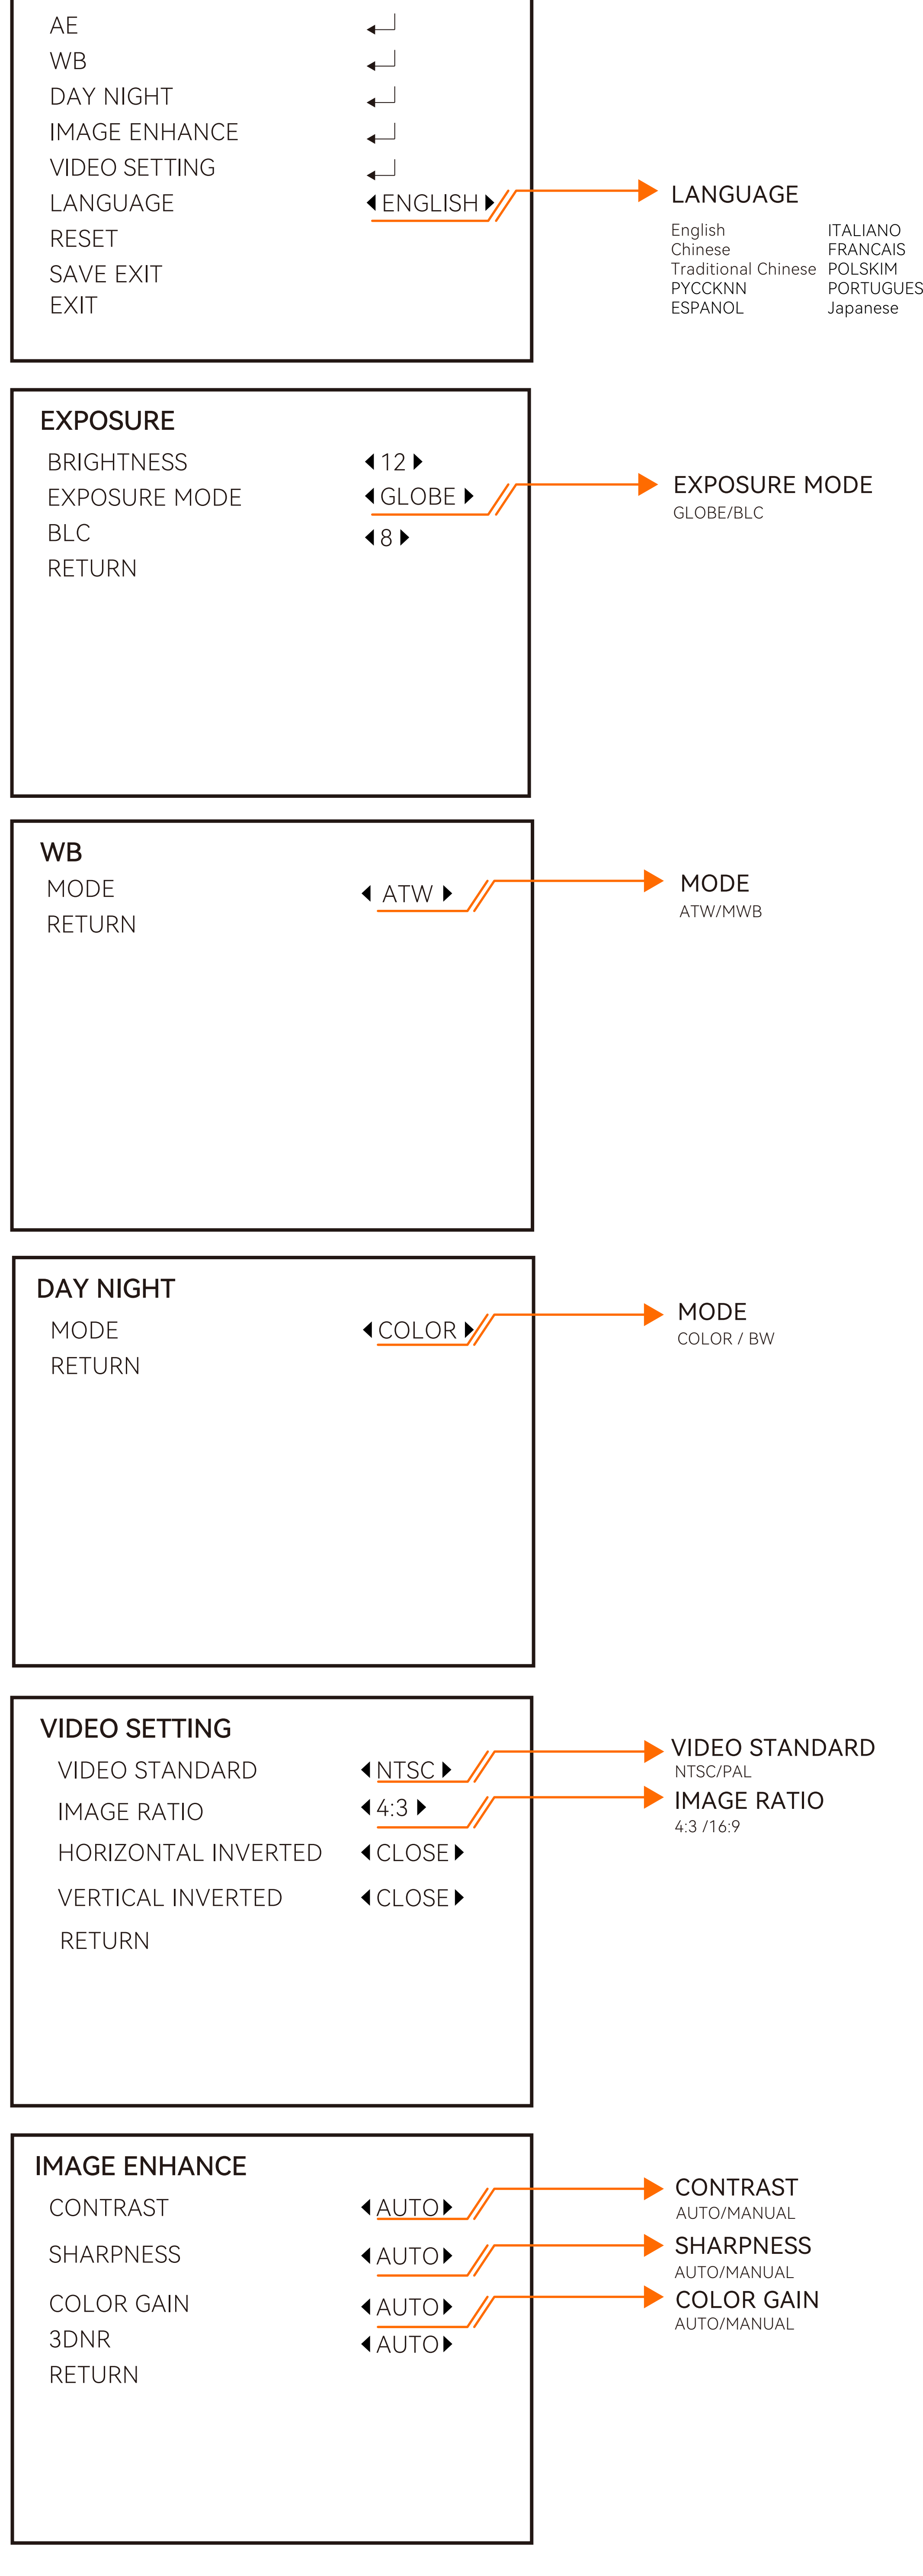 AE
WB
DAY NIGHT
IMAGE ENHANCE
VIDEO SETTING
LANGUAGE ENGLISH
RESET
SAVE EXIT
EXIT
LANGUAGE
English ITALIANO
Chinese FRANCAIS
Traditional Chinese POLSKIM
PYCCKNN PORTUGUES
ESPANOL Japanese
EXPOSURE
BRIGHTNESS 12
EXPOSURE MODE GLOBE
BLC 8
RETURN
EXPOSURE MODE
GLOBE/BLC
WB
MODE ATW
RETURN
MODE
ATW/MWB
DAY NIGHT
MODE COLOR
RETURN
MODE
COLOR / BW
VIDEO SETTING
VIDEO STANDARD NTSC
IMAGE RATIO 4:3
HORIZONTAL INVERTED CLOSE
VERTICAL INVERTED CLOSE
RETURN
VIDEO STANDARD
NTSC/PAL
IMAGE RATIO
4:3 /16:9
IMAGE ENHANCE
CONTRAST AUTO
SHARPNESS AUTO
COLOR GAIN AUTO
3DNR AUTO
RETURN
CONTRAST
AUTO/MANUAL
SHARPNESS
AUTO/MANUAL
COLOR GAIN
AUTO/MANUAL